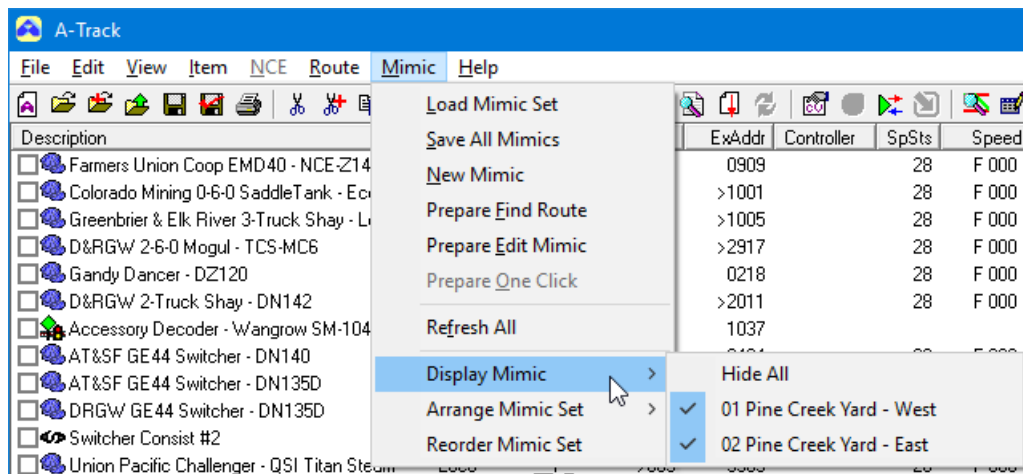 A-Track
File Edit View Item NCE Route Mimic Help
Description ExAddr Controller SpSts Speed
Farmers Union Coop EMD40 - NCE-Z14 0909 28 F 000
Colorado Mining 0-6-0 SaddleTank - Ec >1001 28 F 000
Greenbrier & Elk River 3-Truck Shay - L >1005 28 F 000
D&RGW 2-6-0 Mogul - TCS-MC6 >2917 28 F 000
Gandy Dancer - DZ120 0218 28 F 000
D&RGW 2-Truck Shay - DN142 >2011 28 F 000
Accessory Decoder - Wangrow SM-104 1037
AT&SF GE44 Switcher - DN140
AT&SF GE44 Switcher - DN135D
DRGW GE44 Switcher - DN135D
Switcher Consist #2
Union Pacific Challenger - QSI Titan Steam
Load Mimic Set
Save All Mimics
New Mimic
Prepare Find Route
Prepare Edit Mimic
Prepare One Click
Refresh All
Display Mimic
Arrange Mimic Set
Reorder Mimic Set
Hide All
01 Pine Creek Yard - West
02 Pine Creek Yard - East